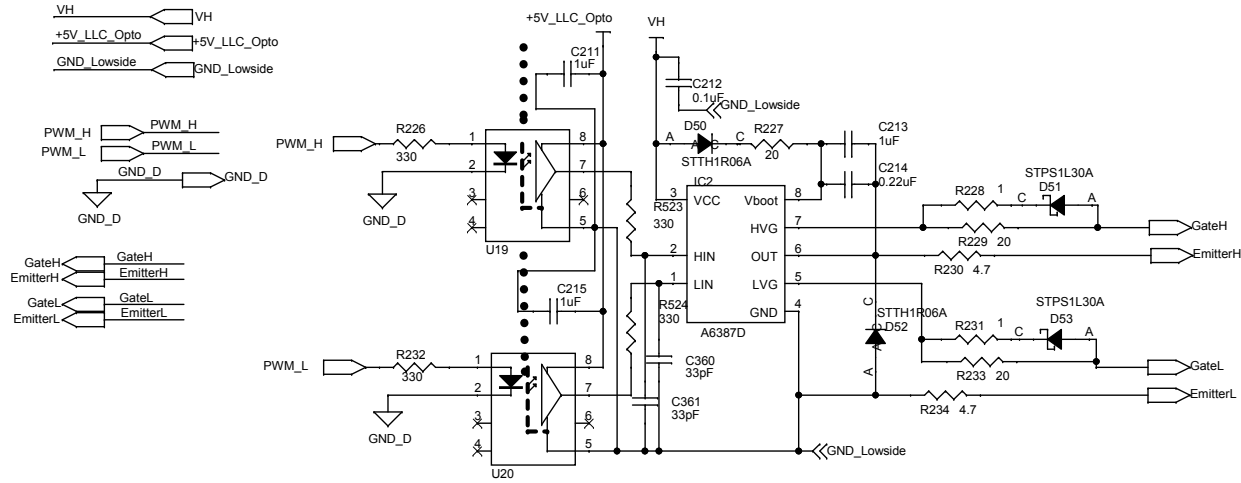 VH
VH
+5V_LLC_Opto
+5V_LLC_Opto
GND_Lowside
GND_Lowside
PWM_H
PWM_H
PWM_L
PWM_L
GND_D
GND_D
GND_D
GateH
GateH
EmitterH
EmitterH
GateL
GateL
EmitterL
EmitterL
+5V_LLC_Opto
C211
1uF
PWM_H
R226
330
1
2
3
4
8
7
6
5
GND_D
U19
C215
1uF
PWM_L
R232
330
1
2
3
4
8
7
6
5
GND_D
U20
VH
C212
0.1uF
GND_Lowside
D50
A
A
C
C
STTH1R06A
R227
20
C213
1uF
C214
0.22uF
R523
330
R524
330
C360
33pF
C361
33pF
IC2
3
VCC
Vboot
8
HVG
7
2
HIN
OUT
6
1
LIN
LVG
5
GND
4
A6387D
C
STTH1R06A
A
C
D52
A
GND_Lowside
STPS1L30A
R228
1
C
D51
A
R229
20
GateH
R230
4.7
EmitterH
STPS1L30A
R231
1
C
D53
A
R233
20
GateL
R234
4.7
EmitterL